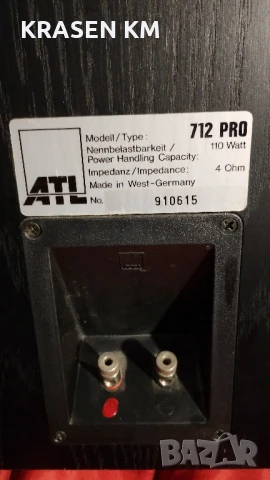 KRASEN KM
ATL
Modell/Type: 712 PRO
Nennbelastbarkeit / 110 Watt
Power Handling Capacity:
Impedanz/Impedance: 4 Ohm
Made in West-Germany
No. 910615
BAZAR